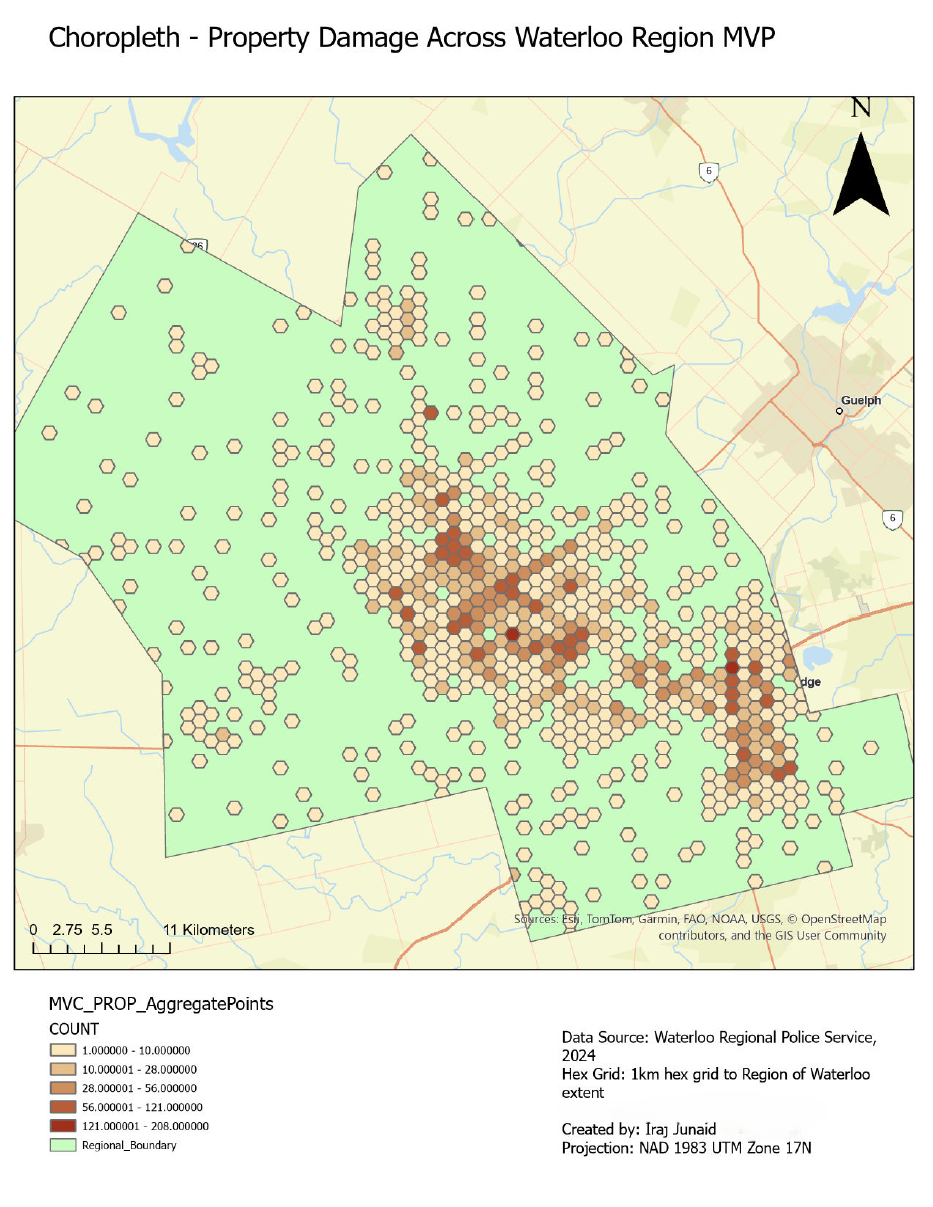 Choropleth - Property Damage Across Waterloo Region MVP
N
6
86
Guelph
6
dge
Sources: Esri, TomTom, Garmin, FAO, NOAA, USGS, © OpenStreetMap
contributors, and the GIS User Community
0 2.75 5.5 11 Kilometers
MVC_PROP_AggregatePoints
COUNT
1.000000 - 10.000000
10.000001 - 28.000000
28.000001 - 56.000000
56.000001 - 121.000000
121.000001 - 208.000000
Regional_Boundary
Data Source: Waterloo Regional Police Service,
2024
Hex Grid: 1km hex grid to Region of Waterloo
extent
Created by: Iraj Junaid
Projection: NAD 1983 UTM Zone 17N